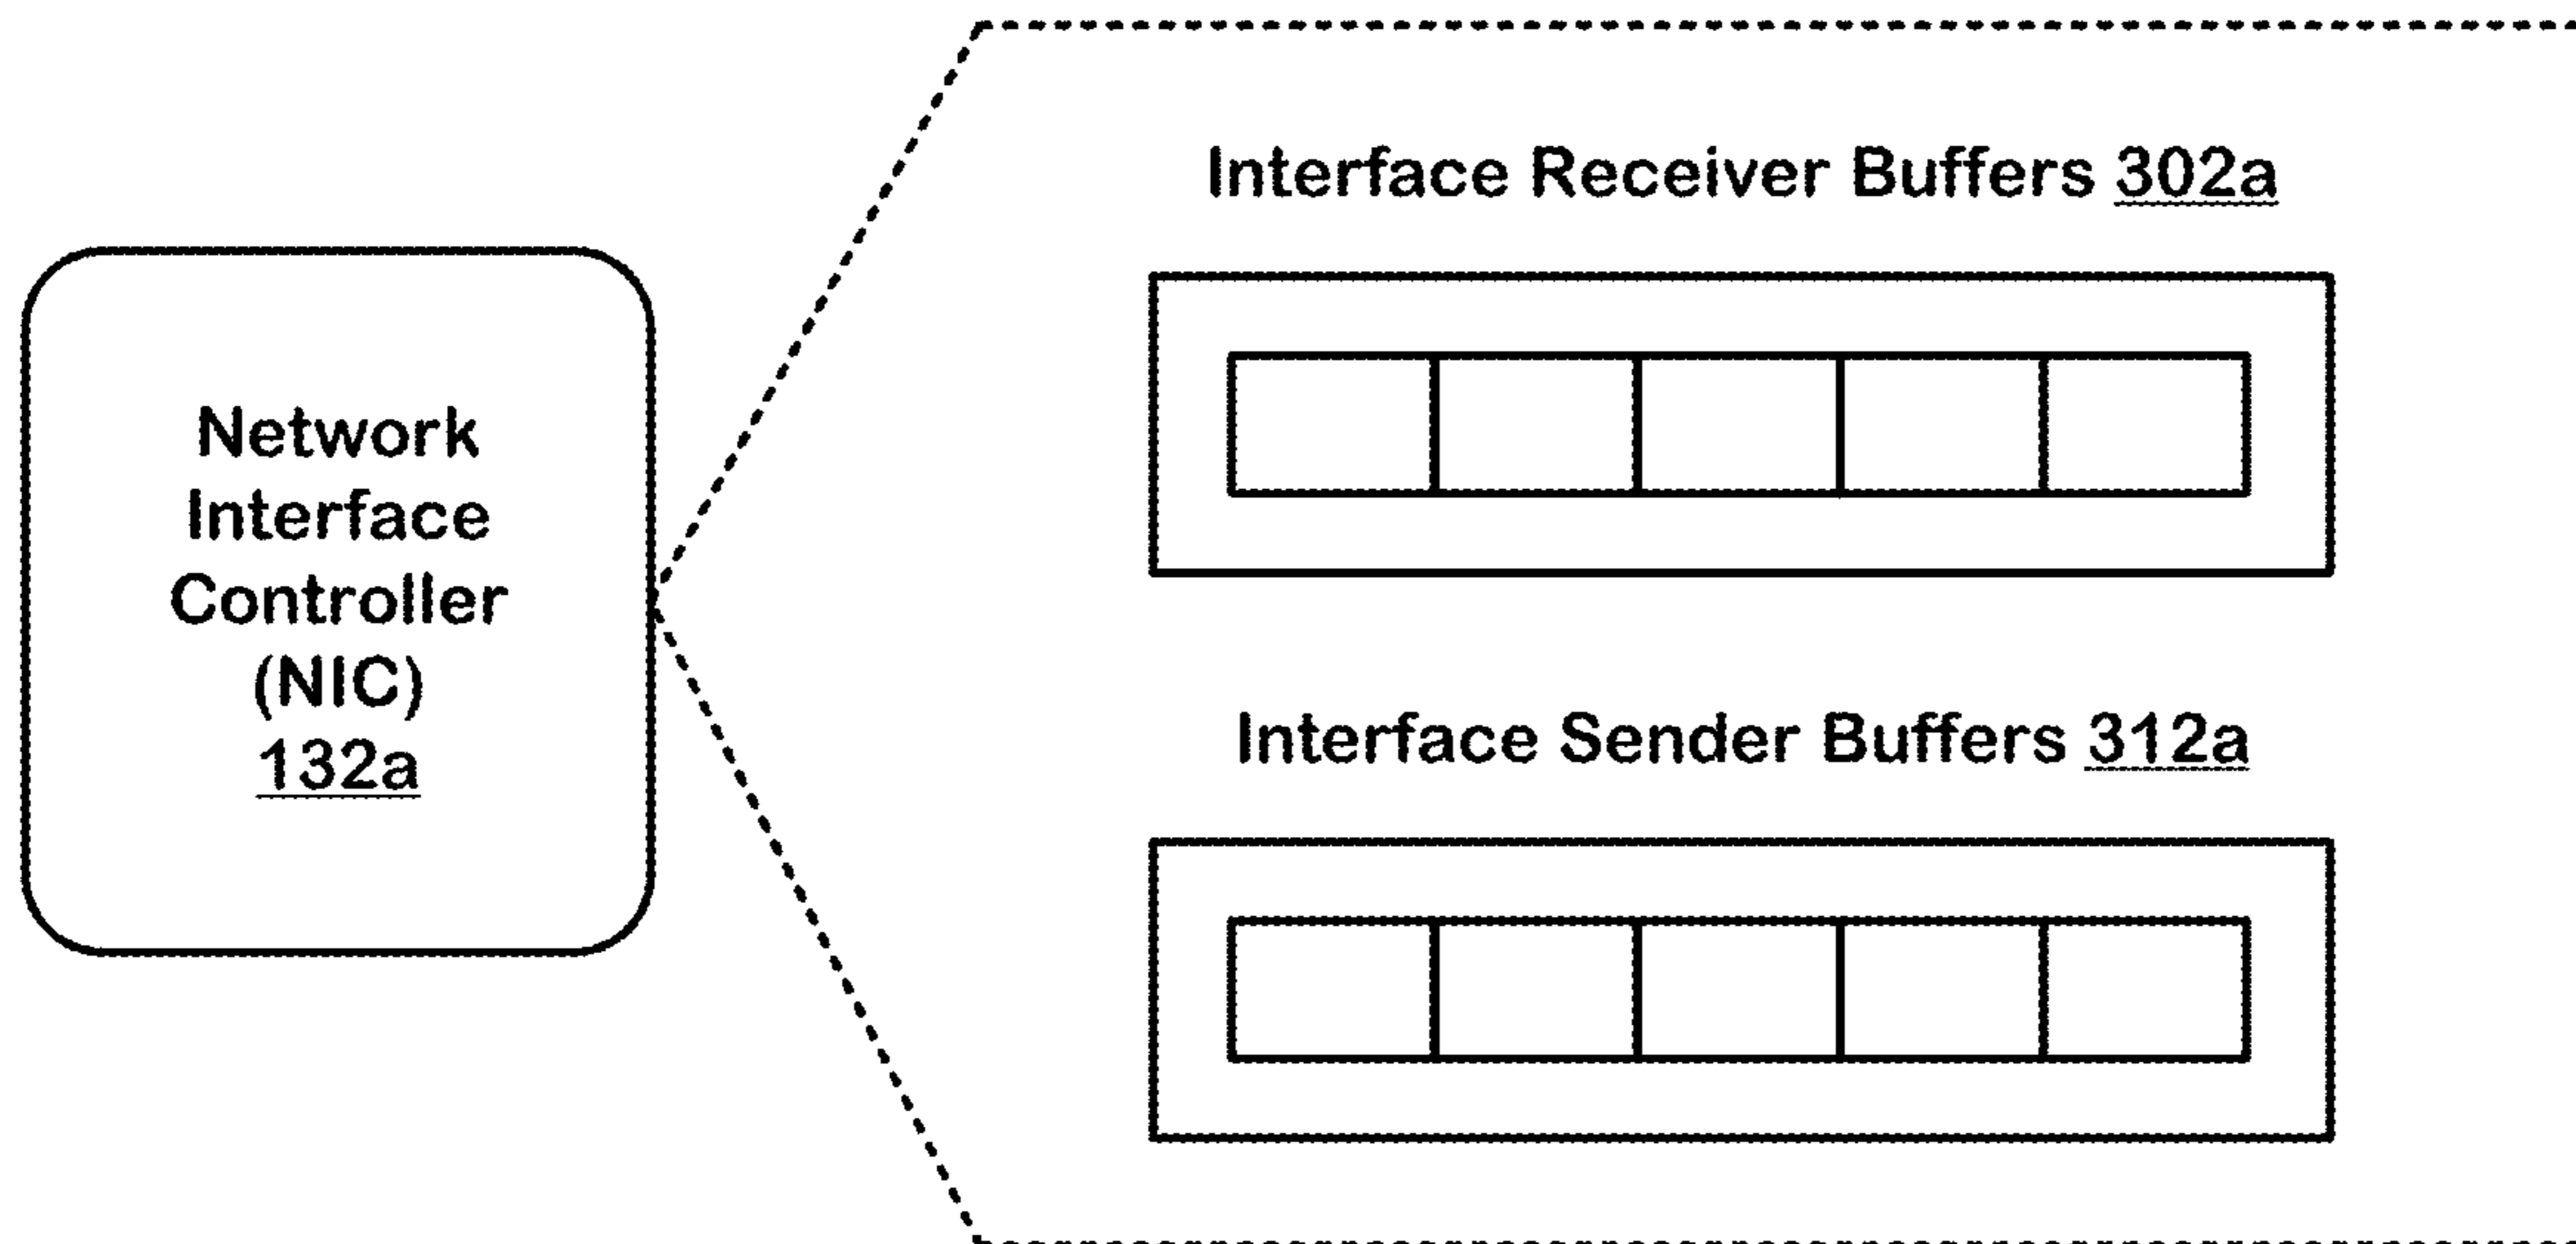 Interface Receiver Buffers 302a
Network
Interface
Controller
(NIC)
132a
Interface Sender Buffers 312a